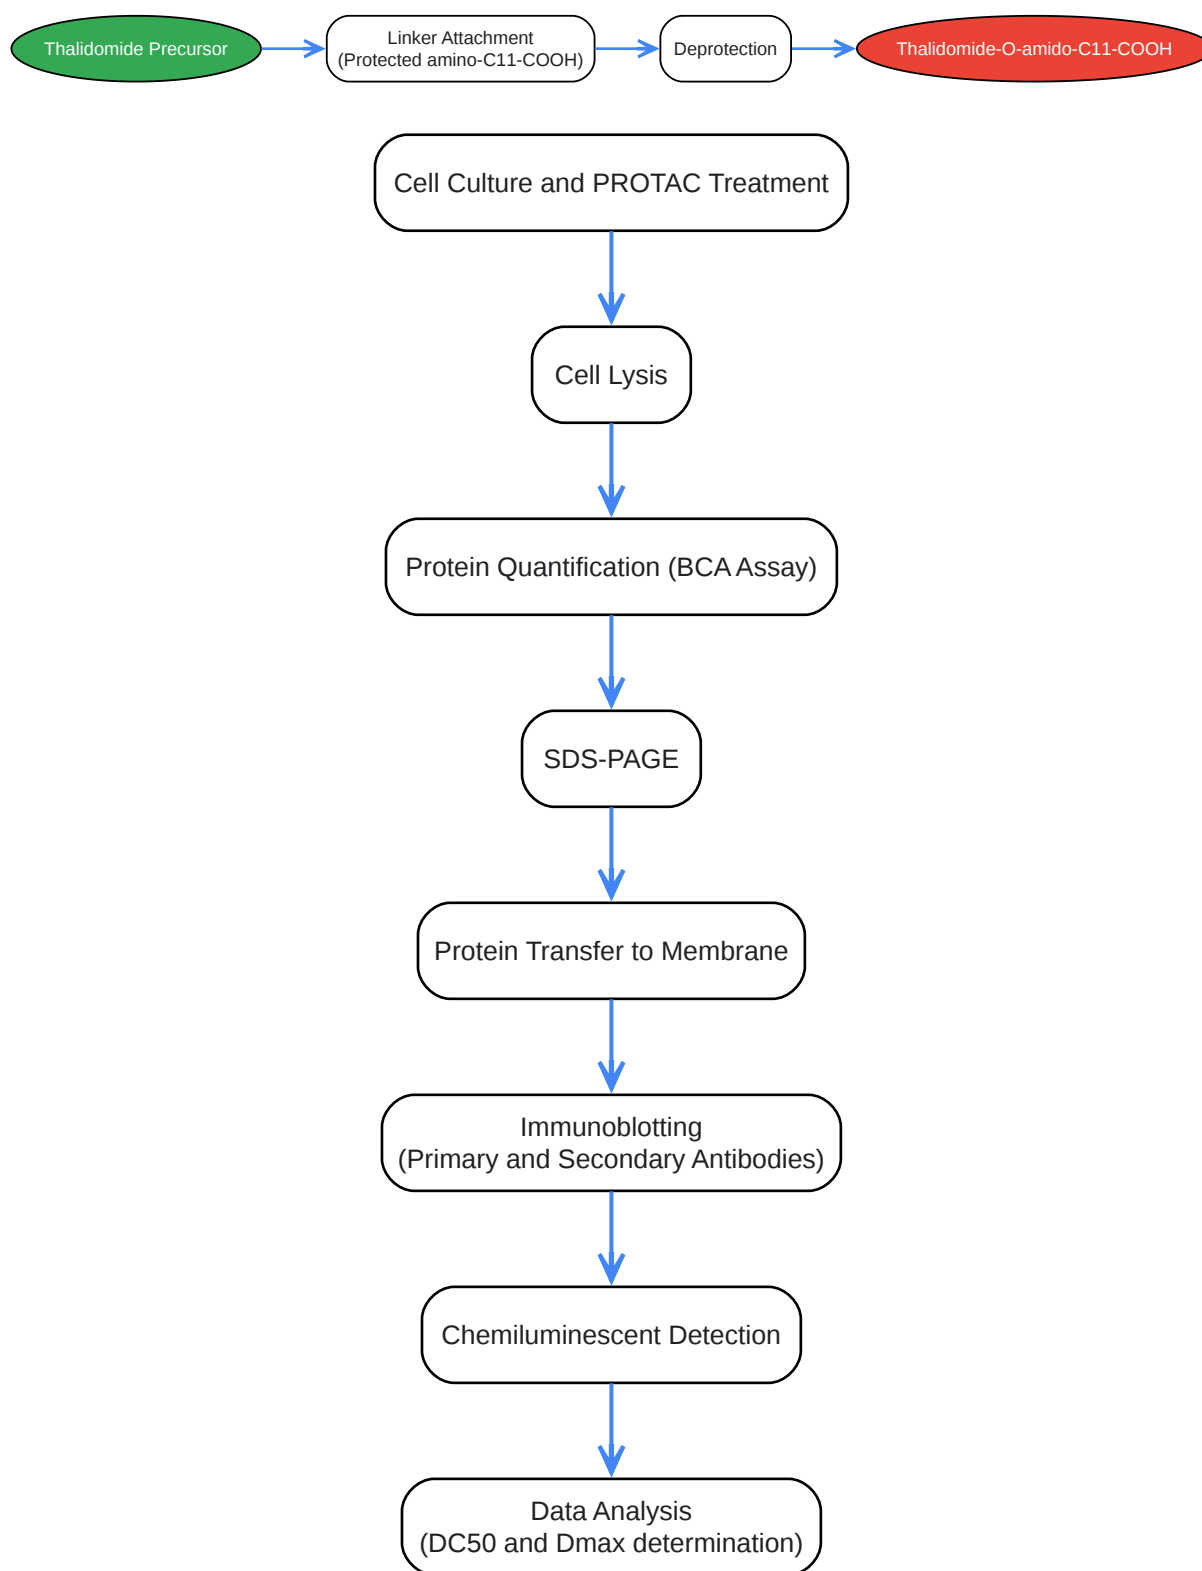 Thalidomide Precursor
Linker Attachment
(Protected amino-C11-COOH)
Deprotection
Thalidomide-O-amido-C11-COOH
Cell Culture and PROTAC Treatment
Cell Lysis
Protein Quantification (BCA Assay)
SDS-PAGE
Protein Transfer to Membrane
Immunoblotting
(Primary and Secondary Antibodies)
Chemiluminescent Detection
Data Analysis
(DC50 and Dmax determination)